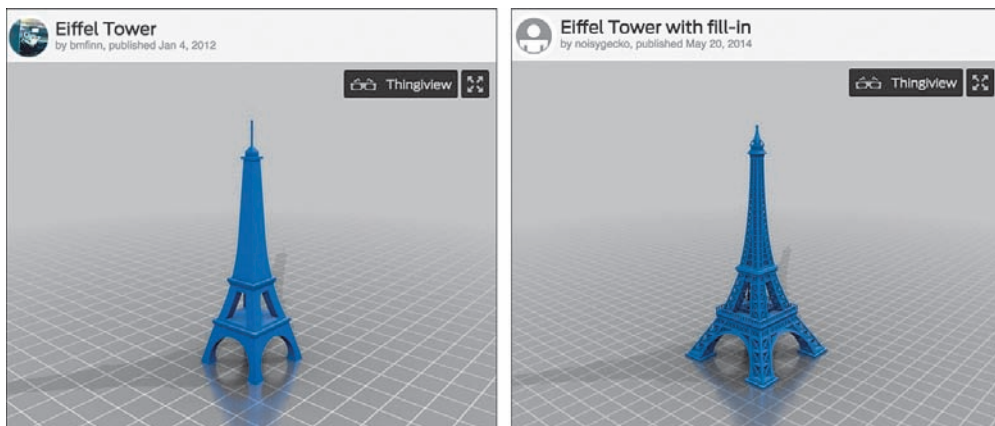 Eiffel Tower
by bmfinn, published Jan 4, 2012
Thingiview
Eiffel Tower with fill-in
by noisygecko, published May 20, 2014
Thingiview